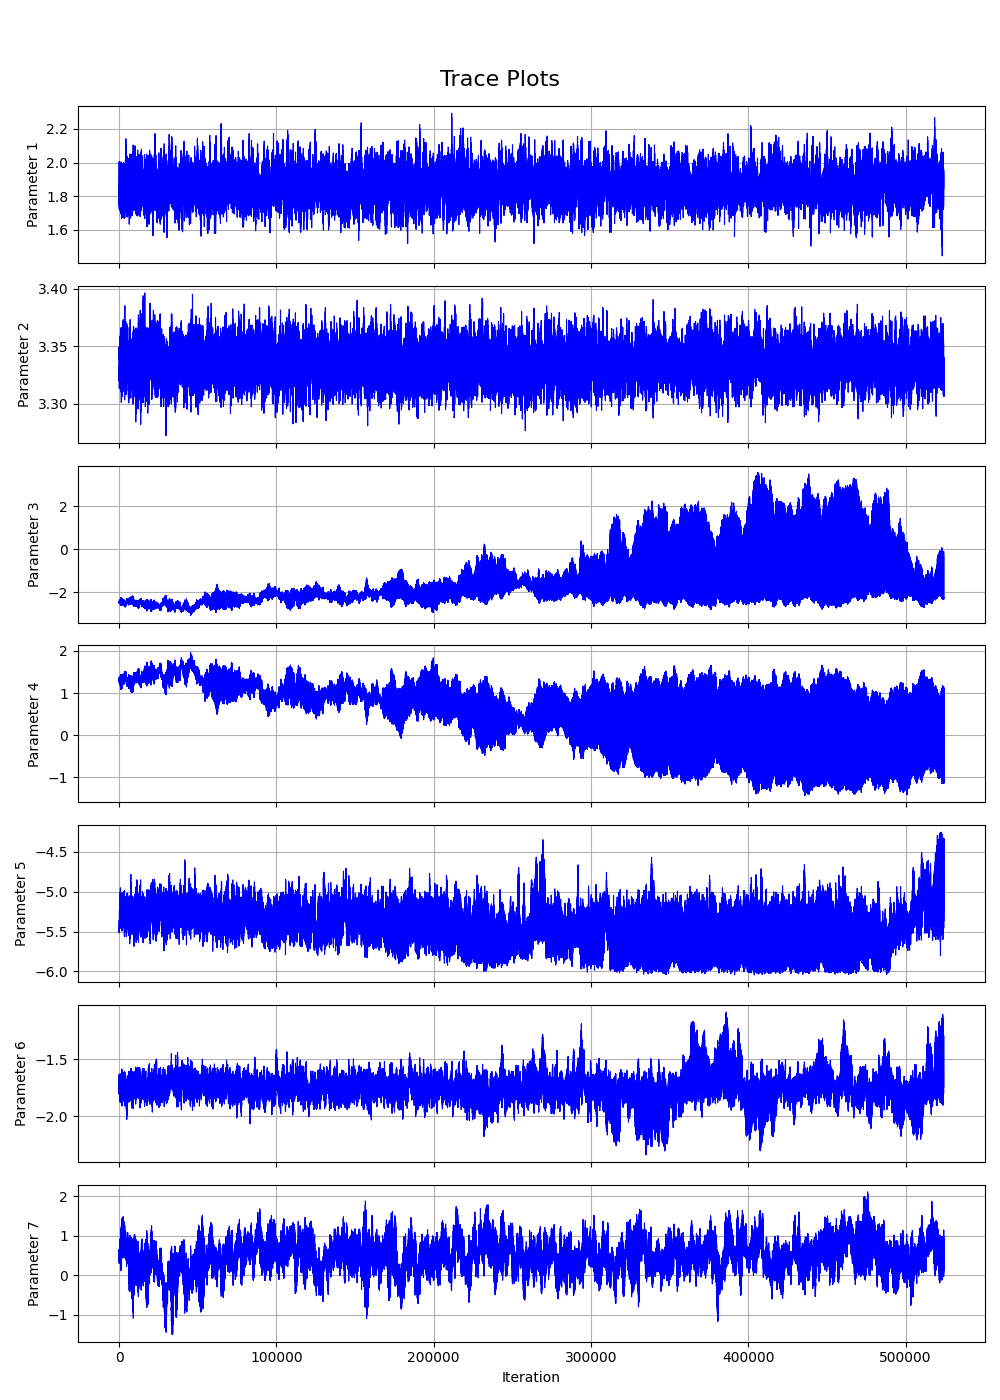 Trace Plots
Parameter 1
2.2
2.0
1.8
1.6
Parameter 2
3.40
3.35
3.30
Parameter 3
2
0
−2
Parameter 4
2
1
0
−1
Parameter 5
−4.5
−5.0
−5.5
−6.0
Parameter 6
−1.5
−2.0
Parameter 7
2
1
0
−1
0 100000 200000 300000 400000 500000
Iteration